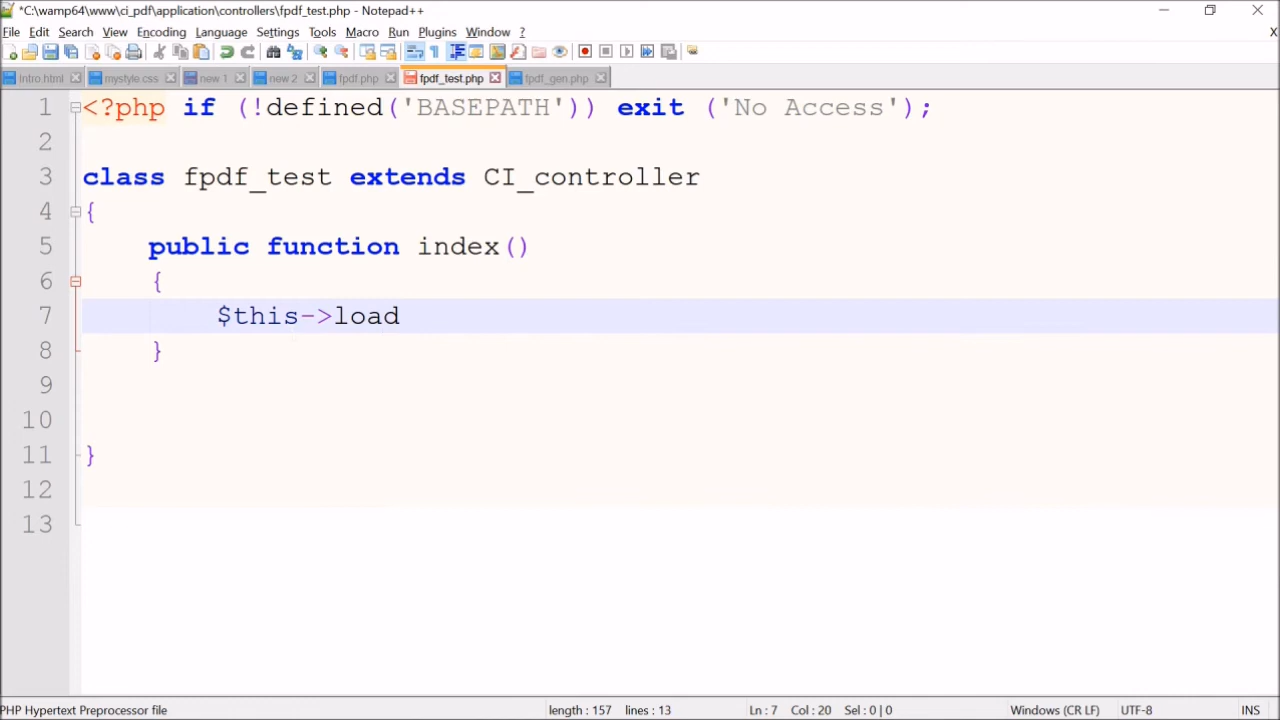 *C:\wamp64\www\ci_pdf\application\controllers\fpdf_test.php - Notepad++
File Edit Search View Encoding Language Settings Tools Macro Run Plugins Window ? X
Intro.html mystyle.css new 1 new 2 fpdf.php fpdf_test.php fpdf_gen.php
1 <?php if (!defined('BASEPATH')) exit ('No Access');
2
3 class fpdf_test extends CI_controller
4 {
5 public function index()
6 {
7 $this->load
8 }
9
10
11 }
12
13
PHP Hypertext Preprocessor file length : 157 lines : 13 Ln : 7 Col : 20 Sel : 0 | 0 Windows (CR LF) UTF-8 INS